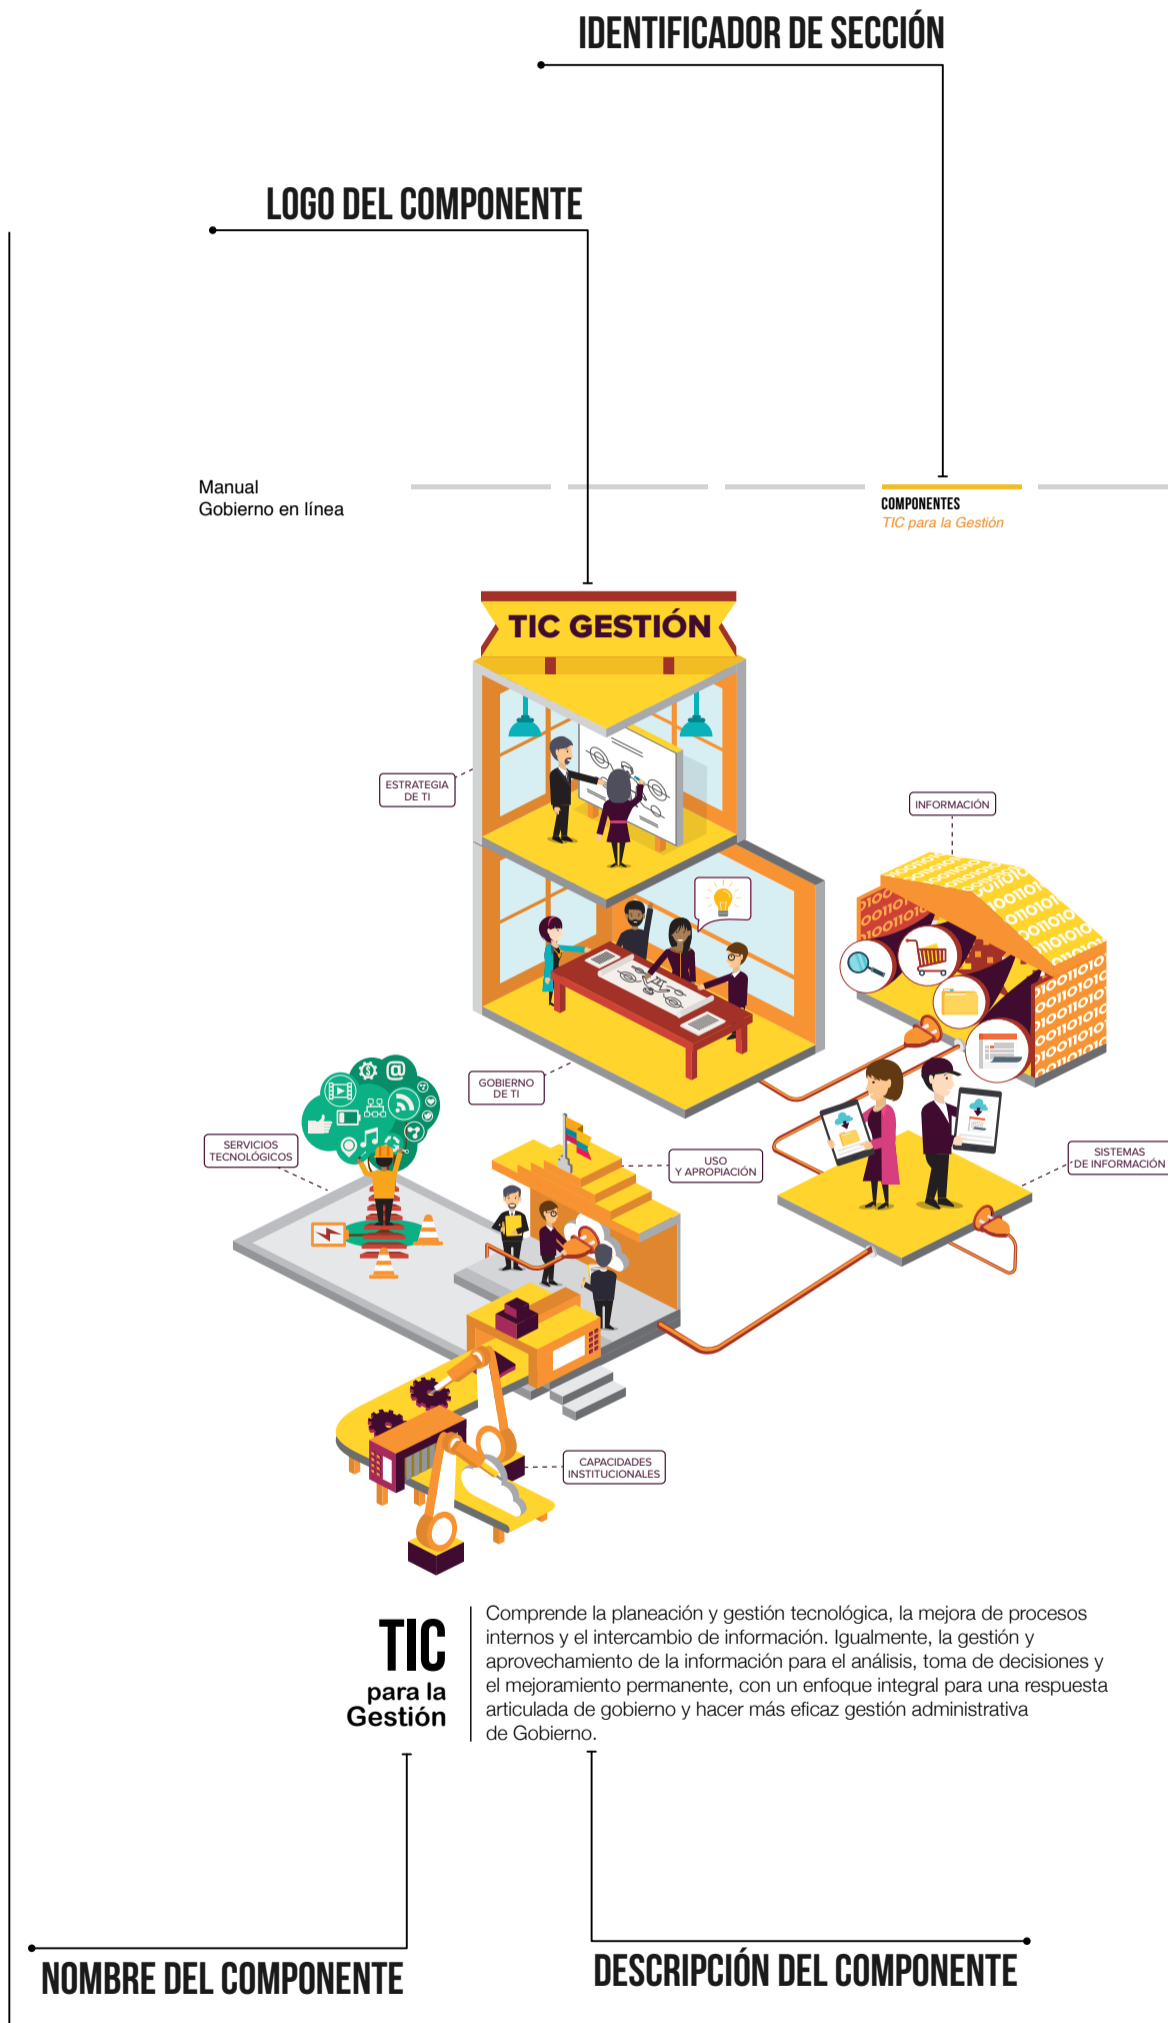 IDENTIFICADOR DE SECCIÓN
LOGO DEL COMPONENTE
Manual
Gobierno en línea
COMPONENTES
TIC para la Gestión
TIC GESTIÓN
ESTRATEGIA
DE TI
INFORMACIÓN
GOBIERNO
DE TI
SERVICIOS
TECNOLÓGICOS
USO
Y APROPIACIÓN
SISTEMAS
DE INFORMACIÓN
CAPACIDADES
INSTITUCIONALES
TIC
para la
Gestión
Comprende la planeación y gestión tecnológica, la mejora de procesos
internos y el intercambio de información. Igualmente, la gestión y
aprovechamiento de la información para el análisis, toma de decisiones y
el mejoramiento permanente, con un enfoque integral para una respuesta
articulada de gobierno y hacer más eficaz gestión administrativa
de Gobierno.
NOMBRE DEL COMPONENTE
DESCRIPCIÓN DEL COMPONENTE